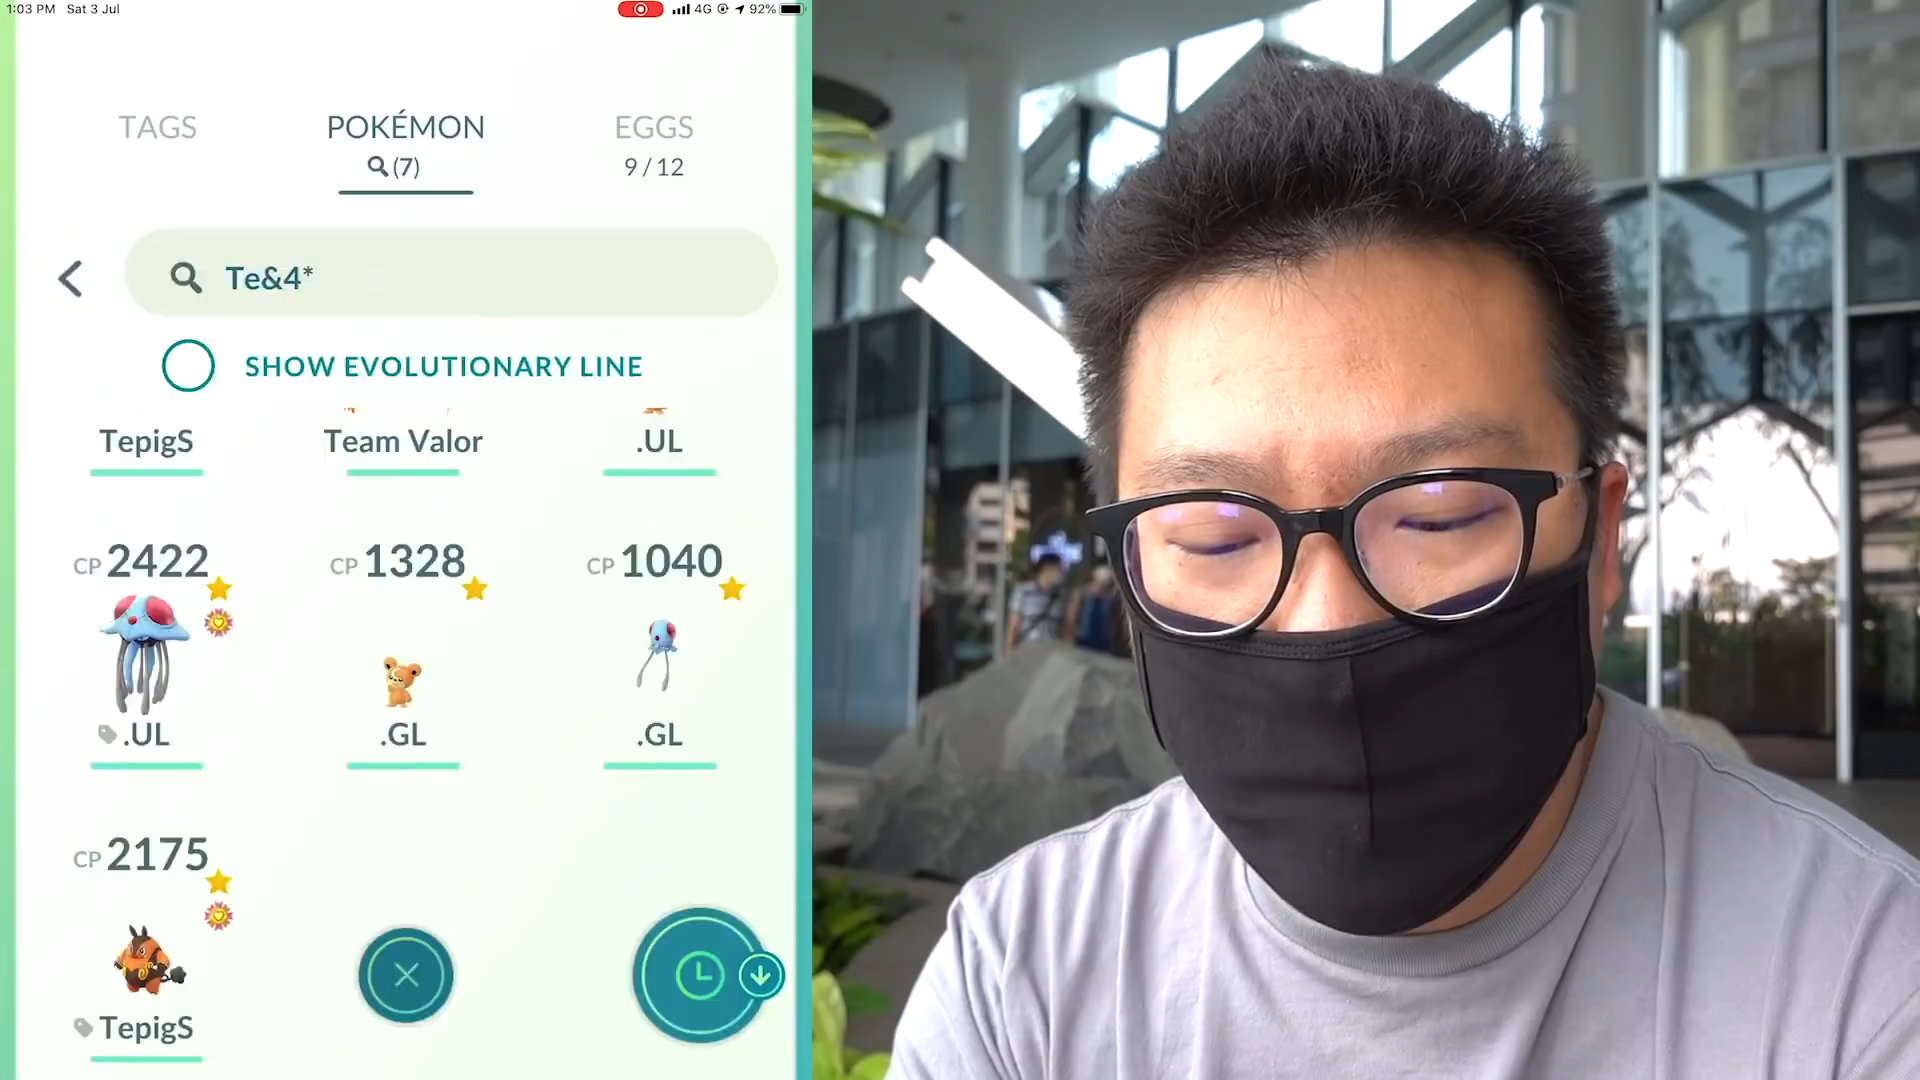 1:03 PM Sat 3 Jul
4G 92%
TAGS POKÉMON EGGS
(7) 9 / 12
Te&4*
SHOW EVOLUTIONARY LINE
TepigS Team Valor .UL
CP 2422 CP 1328 CP 1040
.UL .GL .GL
CP 2175
TepigS